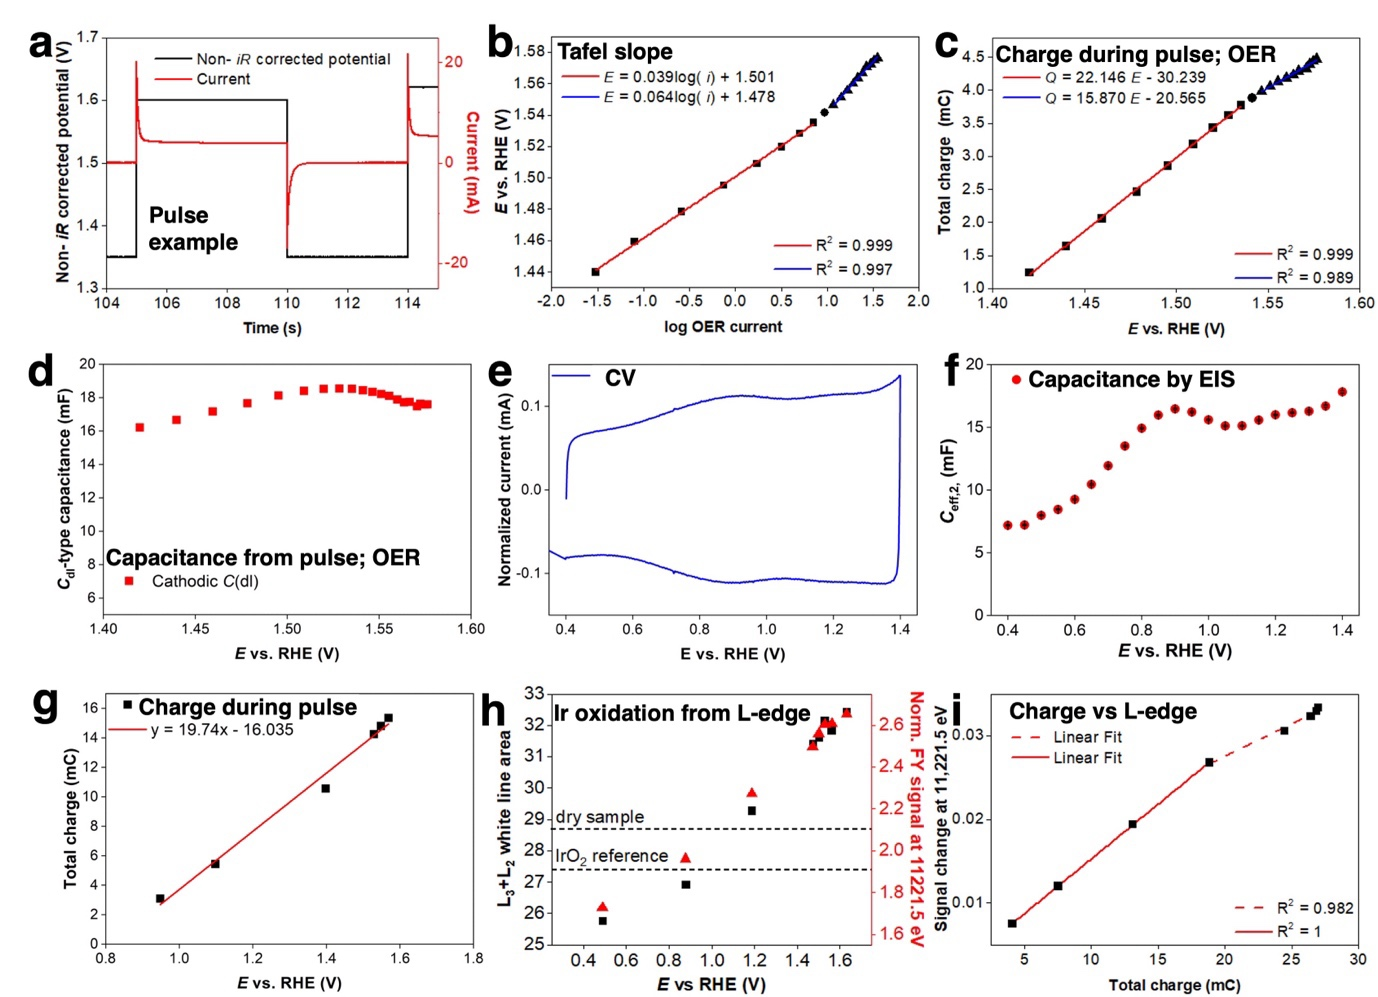 a
Non- iR corrected potential
Current
Pulse
example
Non- iR corrected potential (V)
1.7
1.6
1.5
1.4
1.3
20
0
-20
Current (mA)
104
106
108
110
112
114
Time (s)
b
Tafel slope
E = 0.039log( i) + 1.501
E = 0.064log( i) + 1.478
R² = 0.999
R² = 0.997
E vs. RHE (V)
1.58
1.56
1.54
1.52
1.50
1.48
1.46
1.44
-2.0
-1.5
-1.0
-0.5
0.0
0.5
1.0
1.5
2.0
log OER current
c
Charge during pulse; OER
Q = 22.146 E - 30.239
Q = 15.870 E - 20.565
R² = 0.999
R² = 0.989
Total charge (mC)
4.5
4.0
3.5
3.0
2.5
2.0
1.5
1.0
1.40
1.45
1.50
1.55
1.60
E vs. RHE (V)
d
Capacitance from pulse; OER
Cathodic C(dl)
Cdl-type capacitance (mF)
20
18
16
14
12
10
8
6
1.40
1.45
1.50
1.55
1.60
E vs. RHE (V)
e
CV
Normalized current (mA)
0.1
0.0
-0.1
0.4
0.6
0.8
1.0
1.2
1.4
E vs. RHE (V)
f
Capacitance by EIS
Ceff,2, (mF)
20
15
10
5
0
0.4
0.6
0.8
1.0
1.2
1.4
E vs. RHE (V)
g
Charge during pulse
y = 19.74x - 16.035
Total charge (mC)
16
14
12
10
8
6
4
2
0
0.8
1.0
1.2
1.4
1.6
1.8
E vs. RHE (V)
h
Ir oxidation from L-edge
dry sample
IrO₂ reference
L₃+L₂ white line area
33
32
31
30
29
28
27
26
25
2.6
2.4
2.2
2.0
1.8
1.6
Norm. FY signal at 11221.5 eV
0.4
0.6
0.8
1.0
1.2
1.4
1.6
E vs RHE (V)
i
Charge vs L-edge
Linear Fit
Linear Fit
R² = 0.982
R² = 1
Signal change at 11,221.5 eV
0.03
0.02
0.01
5
10
15
20
25
30
Total charge (mC)